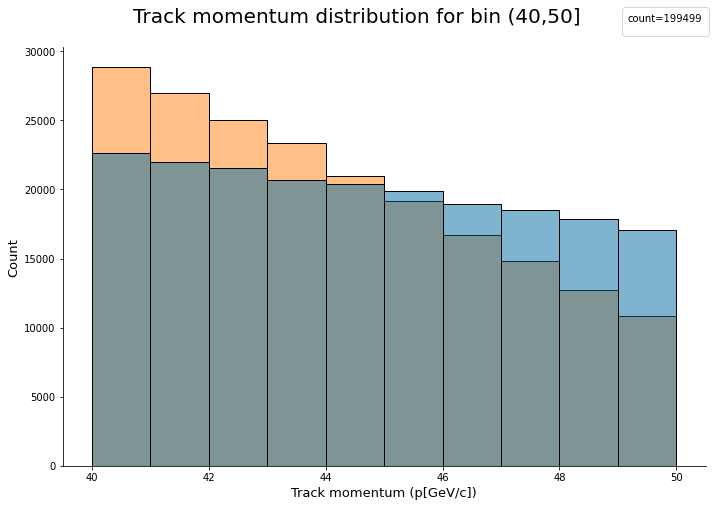 Track momentum distribution for bin (40,50]
count=199499
30000
25000
20000
15000
10000
5000
0
Count
40 42 44 46 48 50
Track momentum (p[GeV/c])